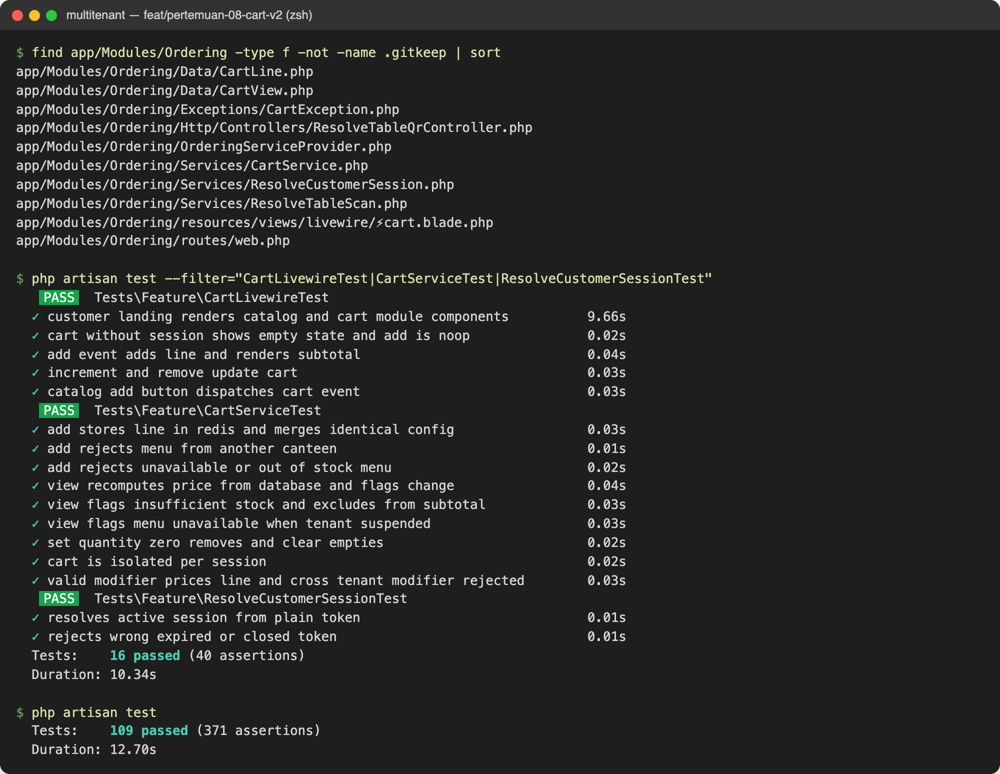 multitenant — feat/pertemuan-08-cart-v2 (zsh)
$ find app/Modules/Ordering -type f -not -name .gitkeep | sort
app/Modules/Ordering/Data/CartLine.php
app/Modules/Ordering/Data/CartView.php
app/Modules/Ordering/Exceptions/CartException.php
app/Modules/Ordering/Http/Controllers/ResolveTableQrController.php
app/Modules/Ordering/OrderingServiceProvider.php
app/Modules/Ordering/Services/CartService.php
app/Modules/Ordering/Services/ResolveCustomerSession.php
app/Modules/Ordering/Services/ResolveTableScan.php
app/Modules/Ordering/resources/views/livewire/⚡cart.blade.php
app/Modules/Ordering/routes/web.php
$ php artisan test --filter="CartLivewireTest|CartServiceTest|ResolveCustomerSessionTest"
PASS Tests\Feature\CartLivewireTest
✓ customer landing renders catalog and cart module components 9.66s
✓ cart without session shows empty state and add is noop 0.02s
✓ add event adds line and renders subtotal 0.04s
✓ increment and remove update cart 0.03s
✓ catalog add button dispatches cart event 0.03s
PASS Tests\Feature\CartServiceTest
✓ add stores line in redis and merges identical config 0.03s
✓ add rejects menu from another canteen 0.01s
✓ add rejects unavailable or out of stock menu 0.02s
✓ view recomputes price from database and flags change 0.04s
✓ view flags insufficient stock and excludes from subtotal 0.03s
✓ view flags menu unavailable when tenant suspended 0.03s
✓ set quantity zero removes and clear empties 0.02s
✓ cart is isolated per session 0.02s
✓ valid modifier prices line and cross tenant modifier rejected 0.03s
PASS Tests\Feature\ResolveCustomerSessionTest
✓ resolves active session from plain token 0.01s
✓ rejects wrong expired or closed token 0.01s
Tests: 16 passed (40 assertions)
Duration: 10.34s
$ php artisan test
Tests: 109 passed (371 assertions)
Duration: 12.70s